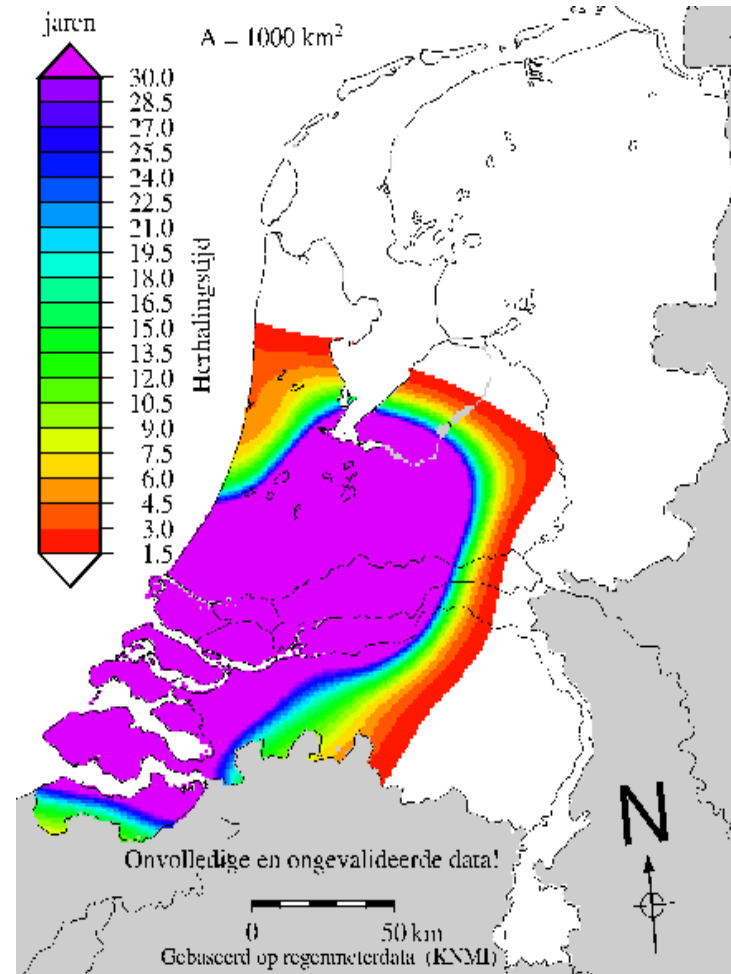 jaren
A = 1000 km²
30.0
28.5
27.0
25.5
24.0
22.5
21.0
19.5
18.0
16.5
15.0
13.5
12.0
10.5
9.0
7.5
6.0
4.5
3.0
1.5
Herhalingstijd
N
Onvolledige en ongevalideerde data!
0 50 km
Gebaseerd op regenmeterdata (KNMI)